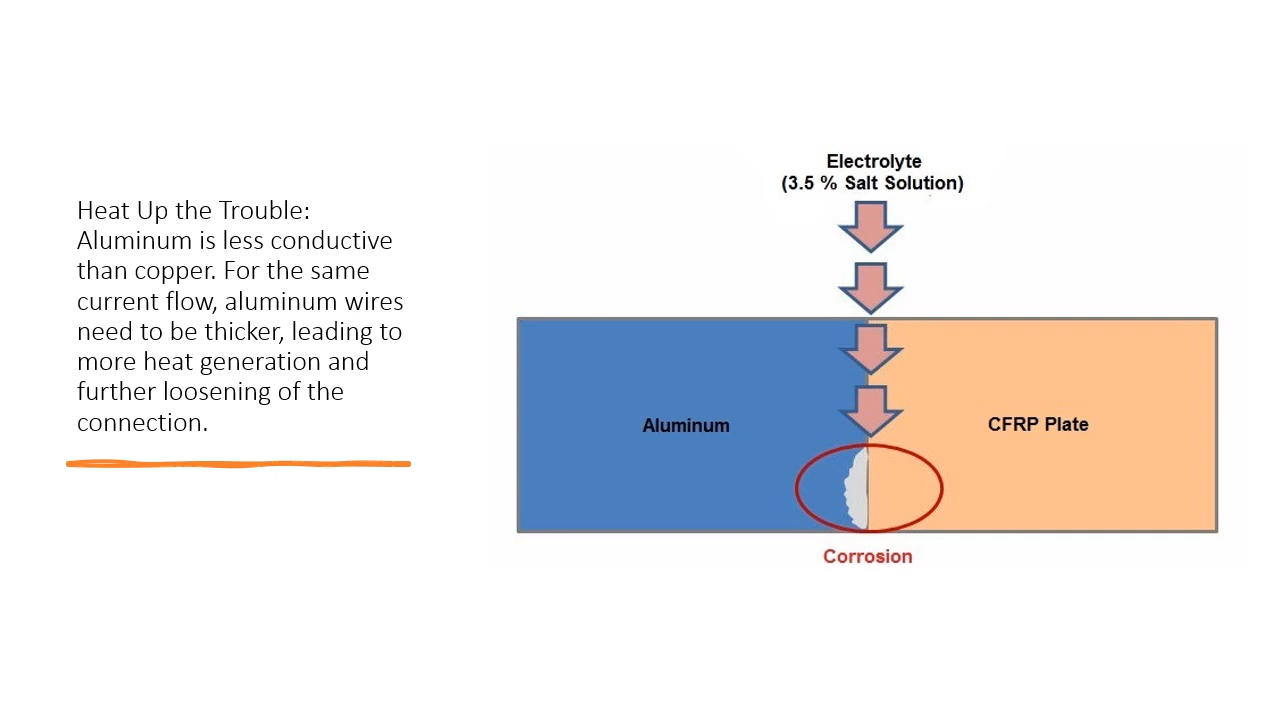 Heat Up the Trouble:
Aluminum is less conductive
than copper. For the same
current flow, aluminum wires
need to be thicker, leading to
more heat generation and
further loosening of the
connection.
Electrolyte
(3.5 % Salt Solution)
Aluminum
CFRP Plate
Corrosion